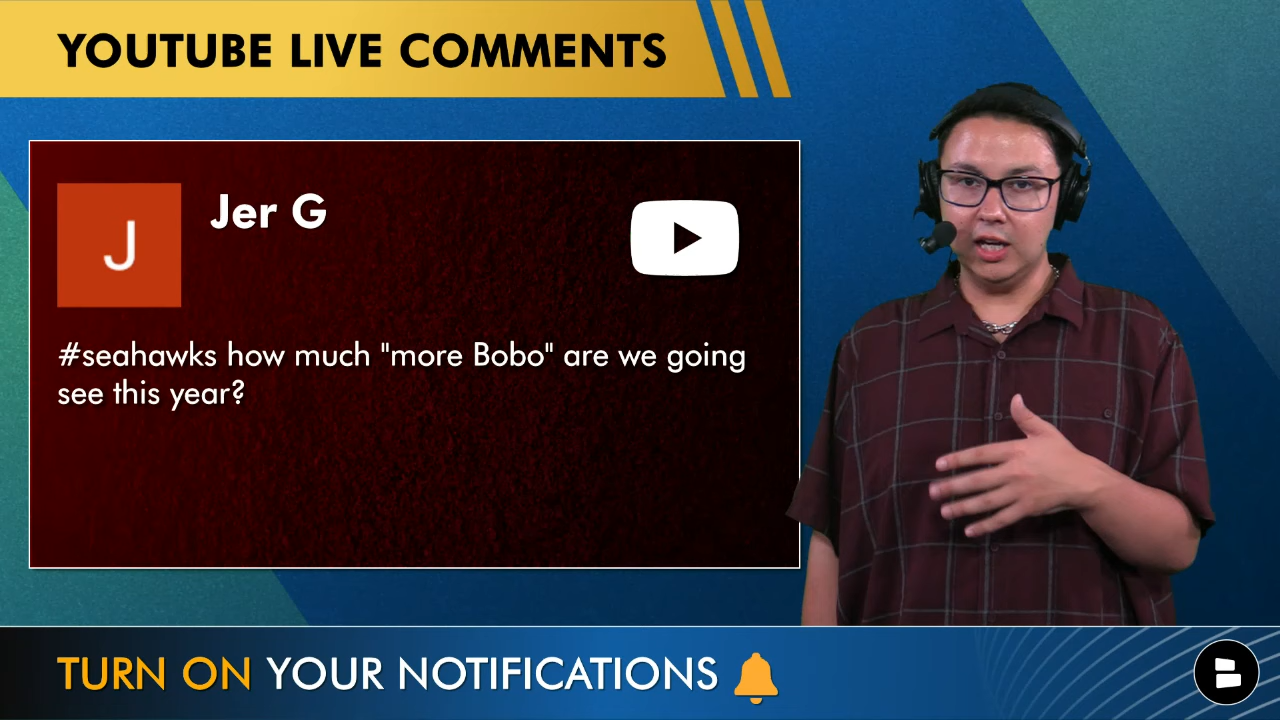 YOUTUBE LIVE COMMENTS
J
Jer G
#seahawks how much "more Bobo" are we going
see this year?
TURN ON YOUR NOTIFICATIONS